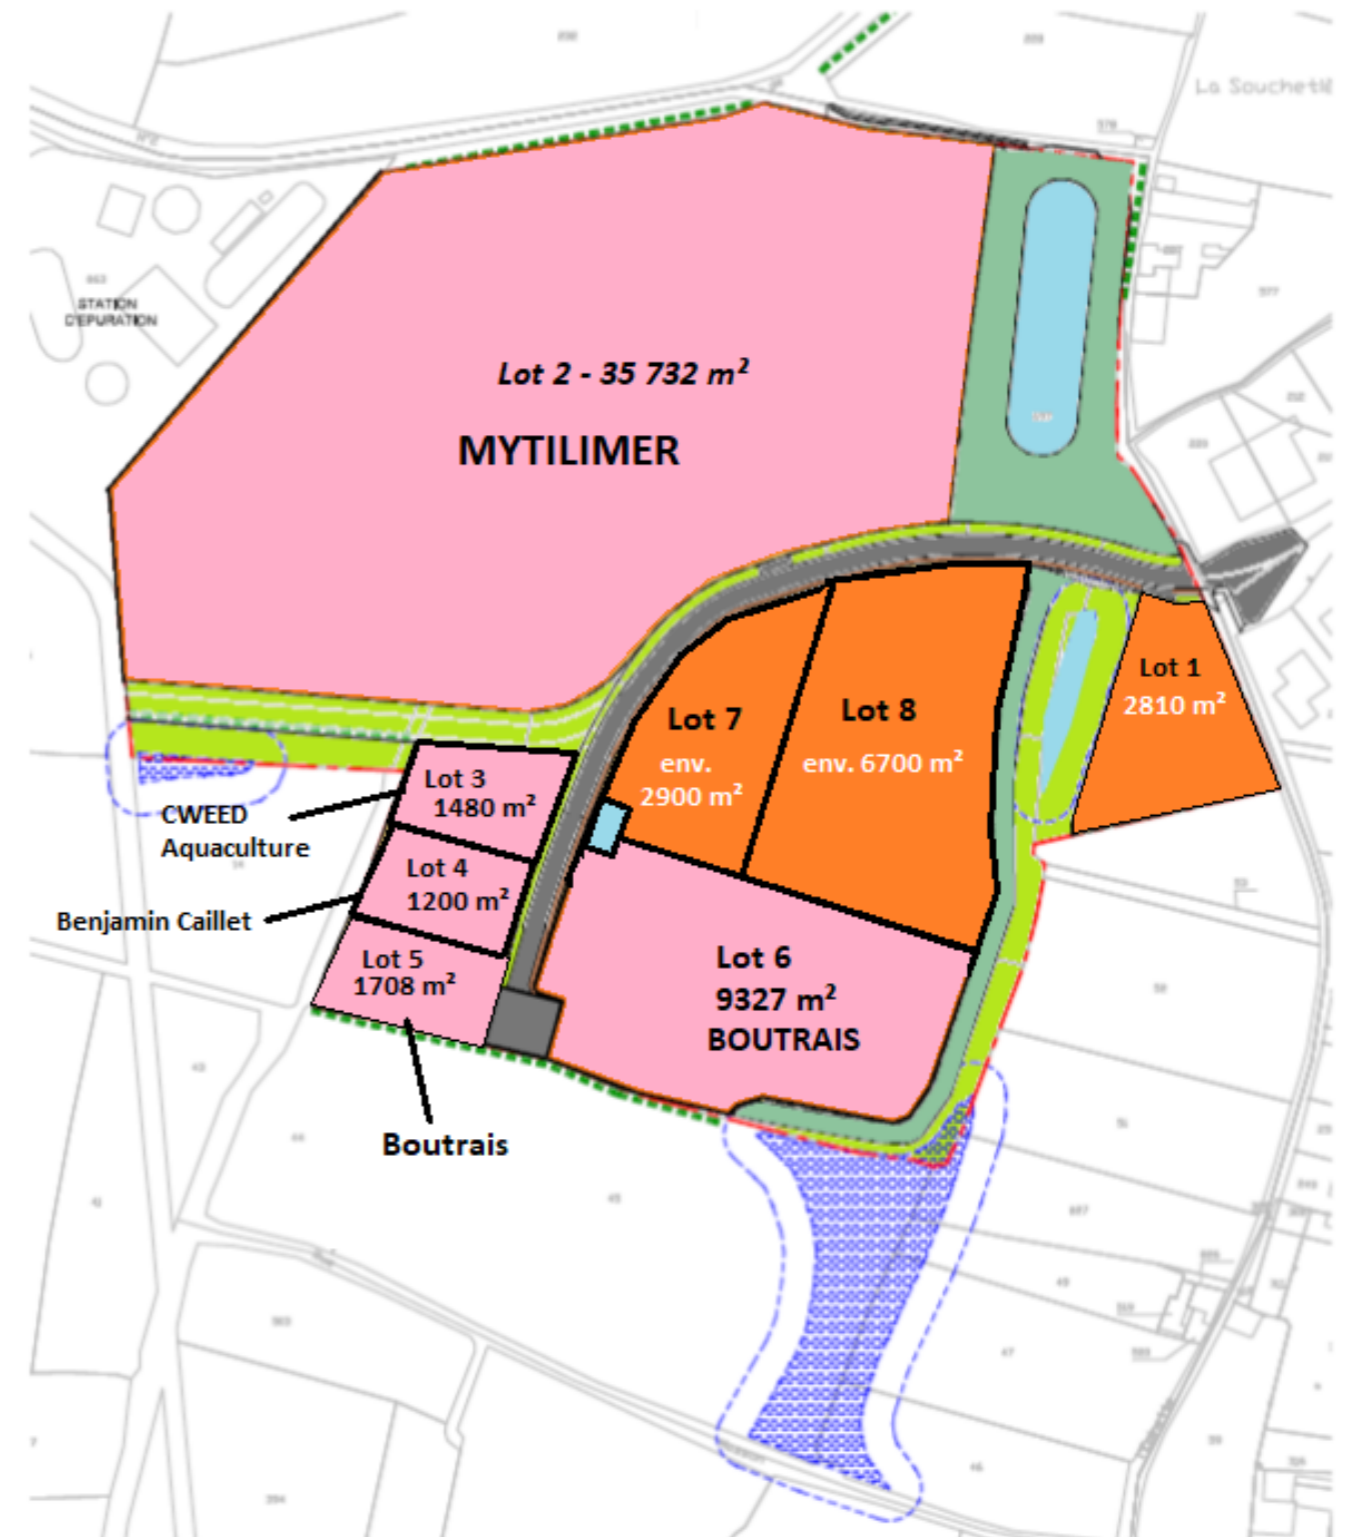 La Souchetiè
STATION
D'EPURATION
Lot 2 - 35 732 m²
MYTILIMER
Lot 1
2810 m²
Lot 7
env.
2900 m²
Lot 8
env. 6700 m²
Lot 3
1480 m²
CWEED
Aquaculture
Lot 4
1200 m²
Benjamin Caillet
Lot 5
1708 m²
Lot 6
9327 m²
BOUTRAIS
Boutrais